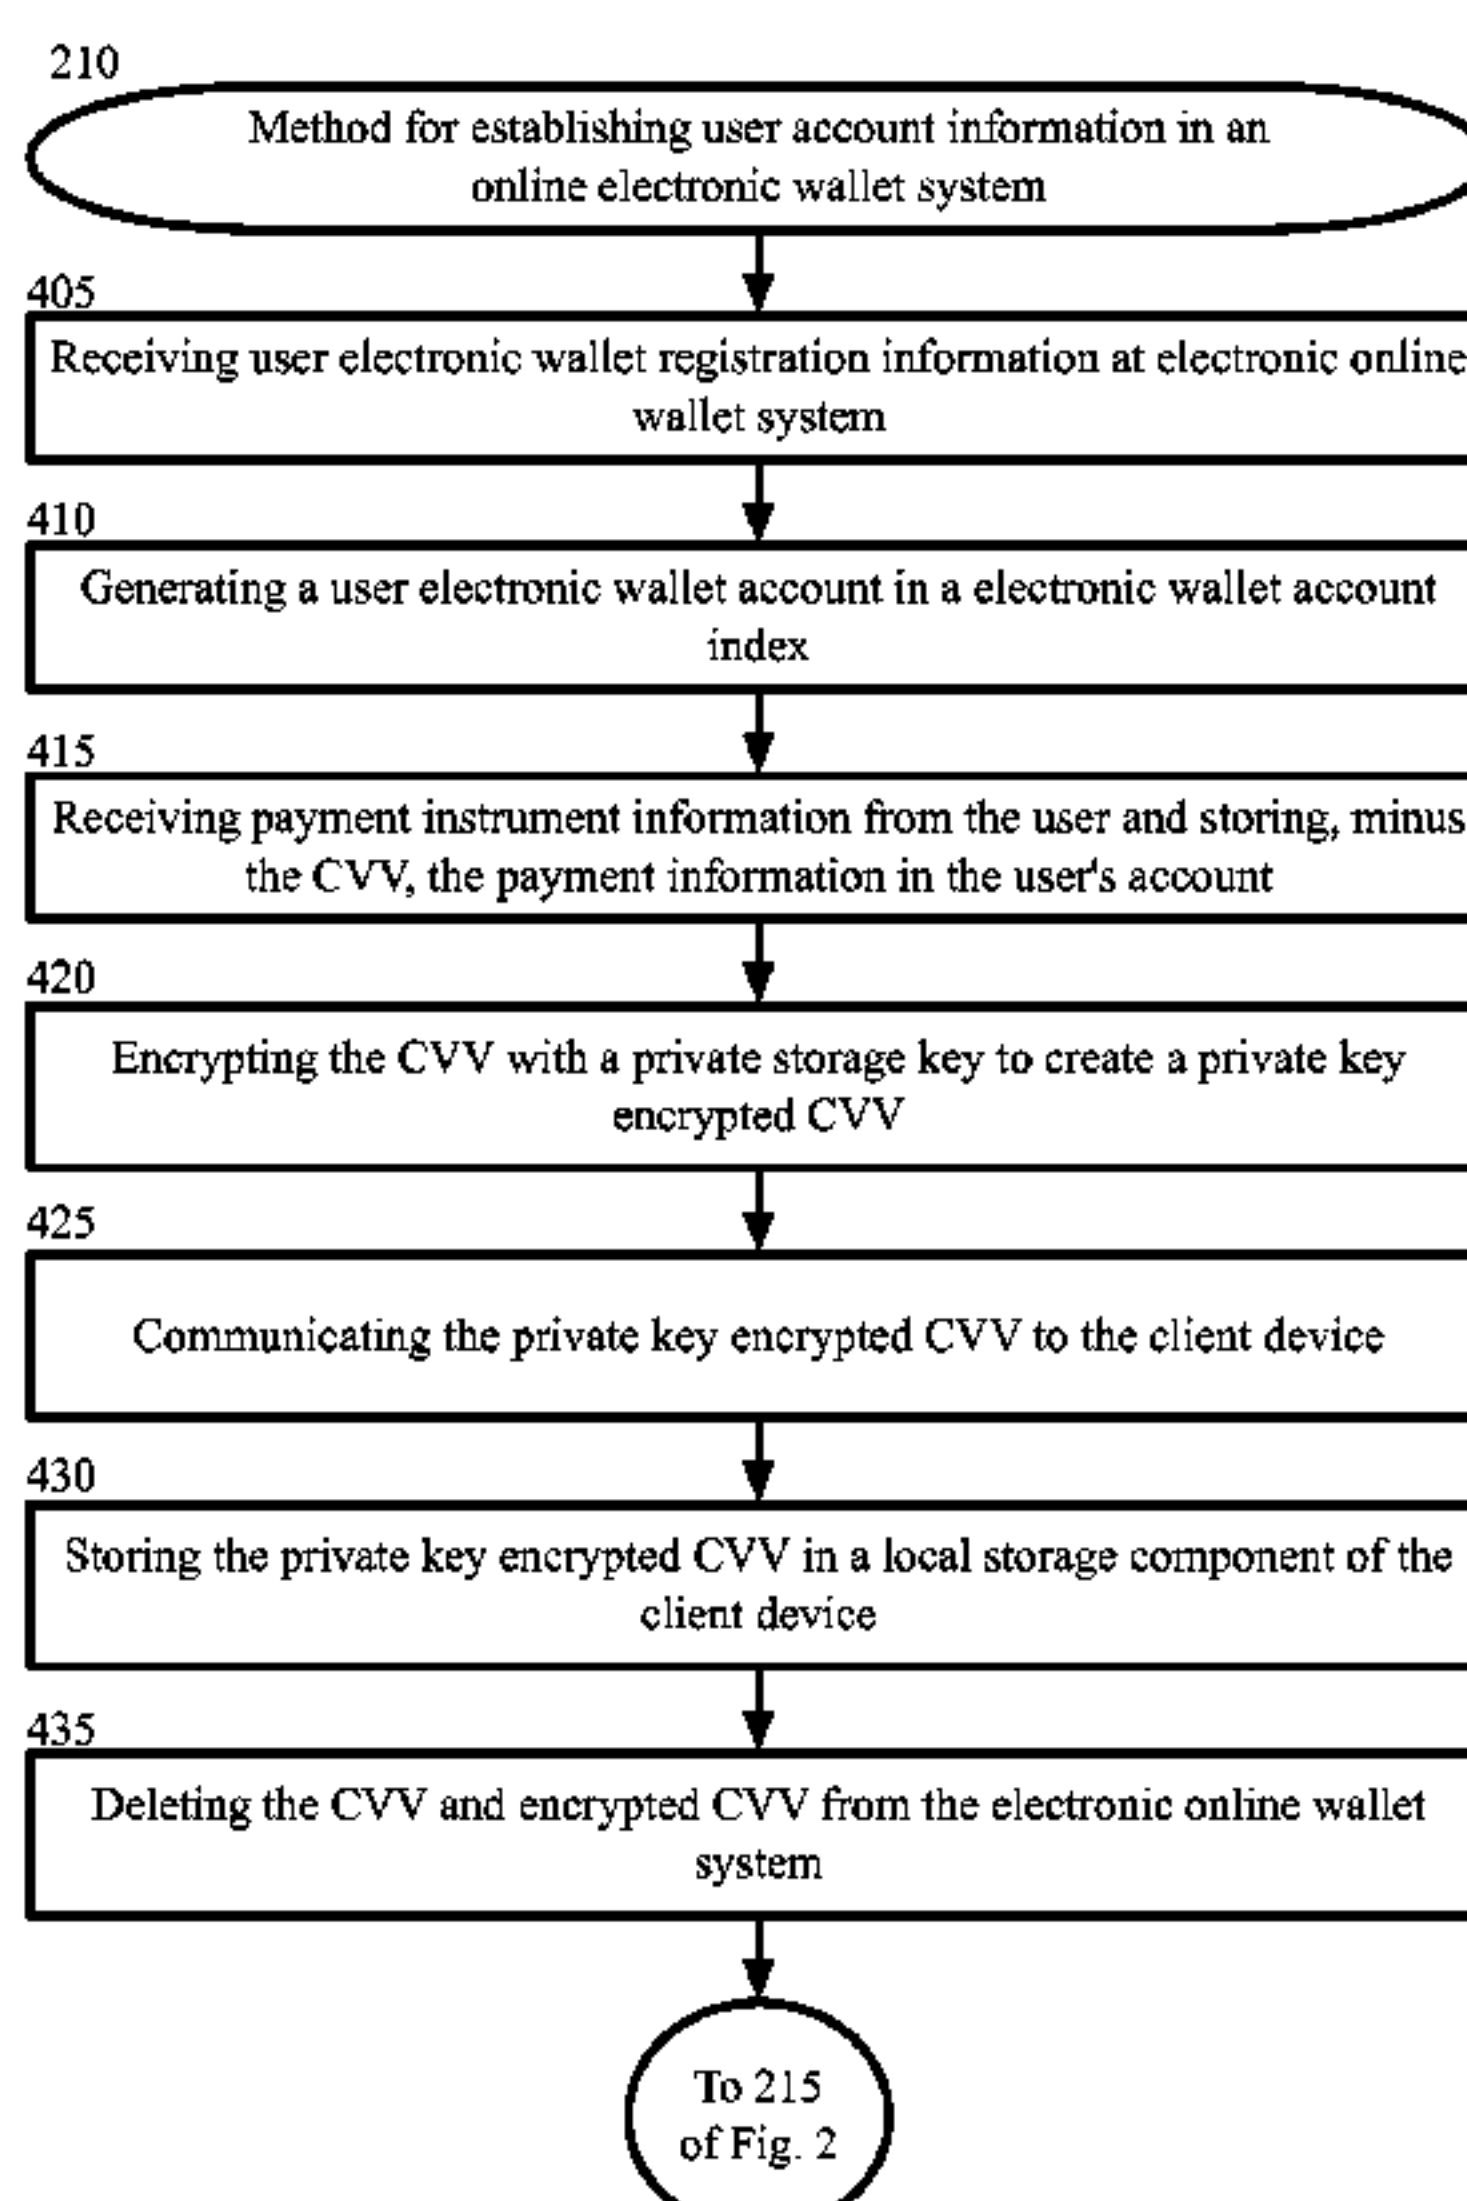 210
Method for establishing user account information in an
online electronic wallet system
405
Receiving user electronic wallet registration information at electronic online
wallet system
410
Generating a user electronic wallet account in a electronic wallet account
index
415
Receiving payment instrument information from the user and storing, minus
the CVV, the payment information in the user's account
420
Encrypting the CVV with a private storage key to create a private key
encrypted CVV
425
Communicating the private key encrypted CVV to the client device
430
Storing the private key encrypted CVV in a local storage component of the
client device
435
Deleting the CVV and encrypted CVV from the electronic online wallet
system
To 215
of Fig. 2